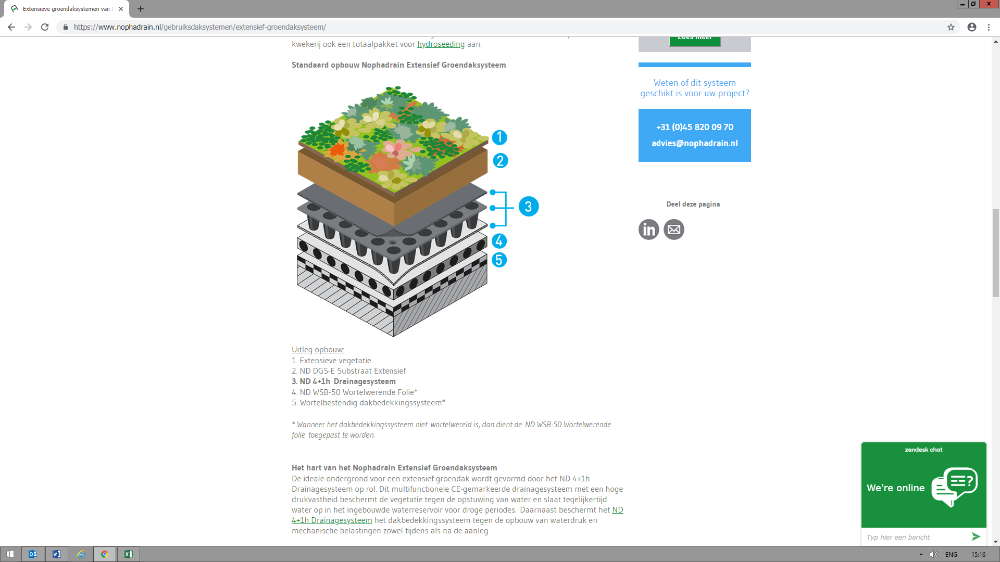 Extensieve groendaksystemen van
https://www.nophadrain.nl/gebruiksdaksystemen/extensief-groendaksysteem/
kwekerij ook een totaalpakket voor hydroseeding aan.
Standaard opbouw Nophadrain Extensief Groendaksysteem
1
2
3
4
5
Uitleg opbouw:
1. Extensieve vegetatie
2. ND DGS-E Substraat Extensief
3. ND 4+1h Drainagesysteem
4. ND WSB-50 Wortelwerende Folie*
5. Wortelbestendig dakbedekkingssysteem*
* Wanneer het dakbedekkingssysteem niet wortelwereld is, dan dient de ND WSB-50 Wortelwerende
folie toegepast te worden.
Het hart van het Nophadrain Extensief Groendaksysteem
De ideale ondergrond voor een extensief groendak wordt gevormd door het ND 4+1h
Drainagesysteem op rol. Dit multifunctionele CE-gemarkeerde drainagesysteem met een hoge
drukvastheid beschermt de vegetatie tegen de opstuwing van water en slaat tegelijkertijd
water op in het ingebouwde waterreservoir voor droge periodes. Daarnaast beschermt het ND
4+1h Drainagesysteem het dakbedekkingssysteem tegen de opbouw van waterdruk en
mechanische belastingen zowel tijdens als na de aanleg.
Lees meer
Weten of dit systeem
geschikt is voor uw project?
+31 (0)45 820 09 70
advies@nophadrain.nl
Deel deze pagina
in
zendesk chat
We're online
Typ hier een bericht
ENG
15:16